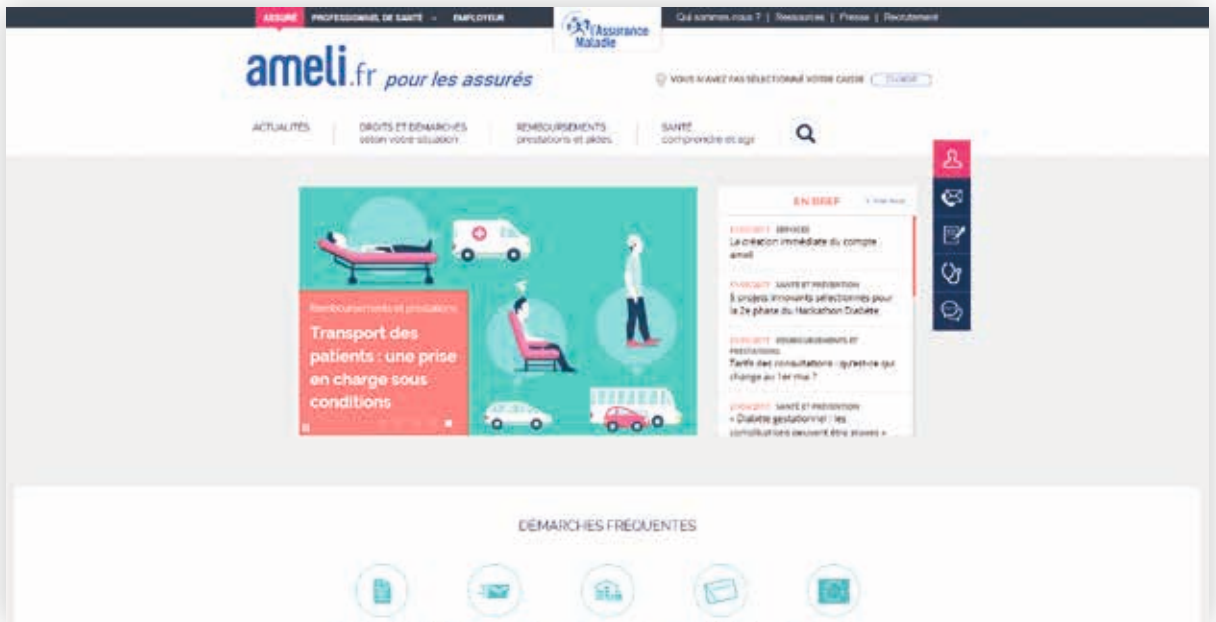 ASSURÉ PROFESSIONNEL DE SANTÉ EMPLOYEUR
l'Assurance
Maladie
Qui sommes-nous ? | Ressources | Presse | Recrutement
ameli.fr pour les assurés
VOUS N'AVEZ PAS SÉLECTIONNÉ VOTRE CAISSE
ACTUALITÉS
DROITS ET DÉMARCHES
selon votre situation
REMBOURSEMENTS
prestations et aides
SANTÉ
comprendre et agir
Remboursements et prestations
Transport des
patients : une prise
en charge sous
conditions
EN BREF
SERVICES
La création immédiate du compte
ameli
SANTÉ ET PRÉVENTION
5 projets innovants sélectionnés pour
la 2e phase du Hackathon Diabète
REMBOURSEMENTS ET
PRESTATIONS
Tarifs des consultations : qu'est-ce qui
change au 1er mai ?
SANTÉ ET PRÉVENTION
« Diabète gestationnel : les
complications peuvent être graves »
DÉMARCHES FRÉQUENTES